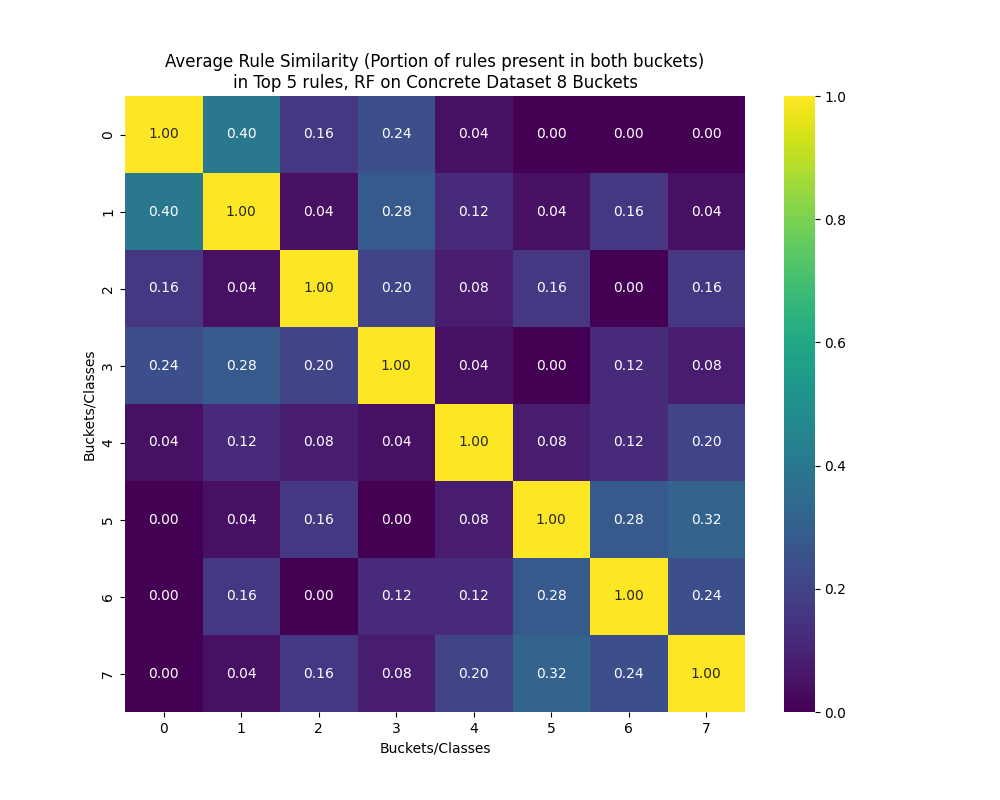 Average Rule Similarity (Portion of rules present in both buckets)
in Top 5 rules, RF on Concrete Dataset 8 Buckets
0 1.00 0.40 0.16 0.24 0.04 0.00 0.00 0.00
1 0.40 1.00 0.04 0.28 0.12 0.04 0.16 0.04
2 0.16 0.04 1.00 0.20 0.08 0.16 0.00 0.16
3 0.24 0.28 0.20 1.00 0.04 0.00 0.12 0.08
4 0.04 0.12 0.08 0.04 1.00 0.08 0.12 0.20
5 0.00 0.04 0.16 0.00 0.08 1.00 0.28 0.32
6 0.00 0.16 0.00 0.12 0.12 0.28 1.00 0.24
7 0.00 0.04 0.16 0.08 0.20 0.32 0.24 1.00
0 1 2 3 4 5 6 7
Buckets/Classes
Buckets/Classes
1.0
0.8
0.6
0.4
0.2
0.0